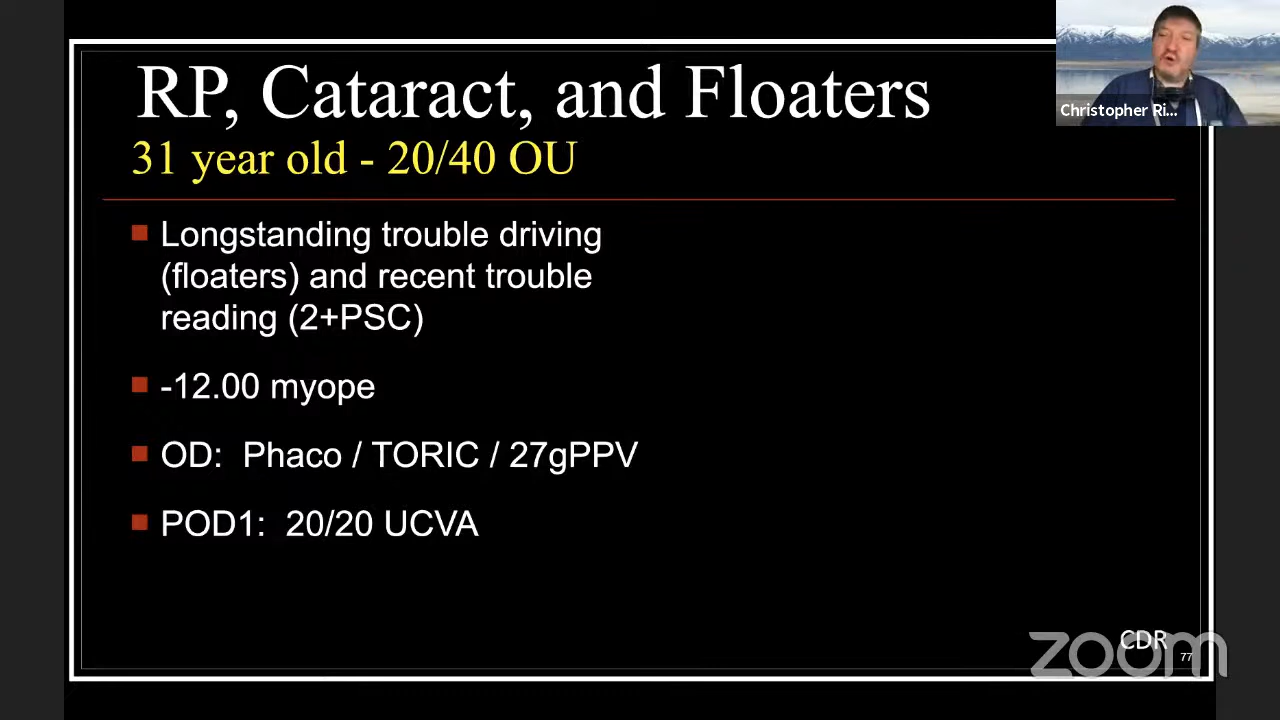 RP, Cataract, and Floaters
31 year old - 20/40 OU
Longstanding trouble driving
(floaters) and recent trouble
reading (2+PSC)
-12.00 myope
OD: Phaco / TORIC / 27gPPV
POD1: 20/20 UCVA
Christopher Ri...
CDR
77
zoom